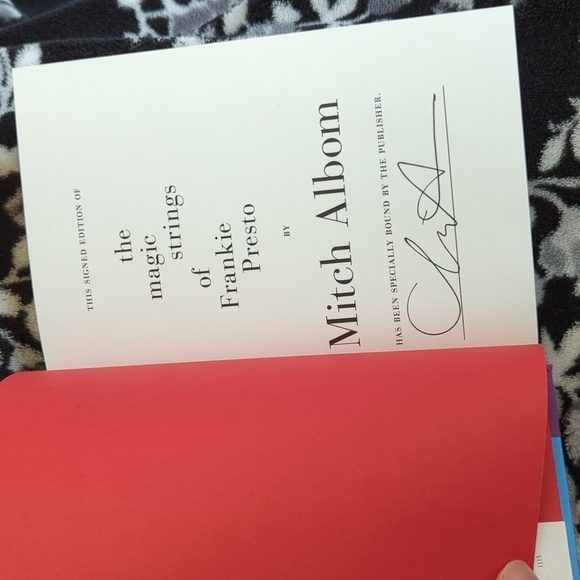 THIS SIGNED EDITION OF
the
magic
strings
of
Frankie
Presto
BY
Mitch Albom
HAS BEEN SPECIALLY BOUND BY THE PUBLISHER.
1115